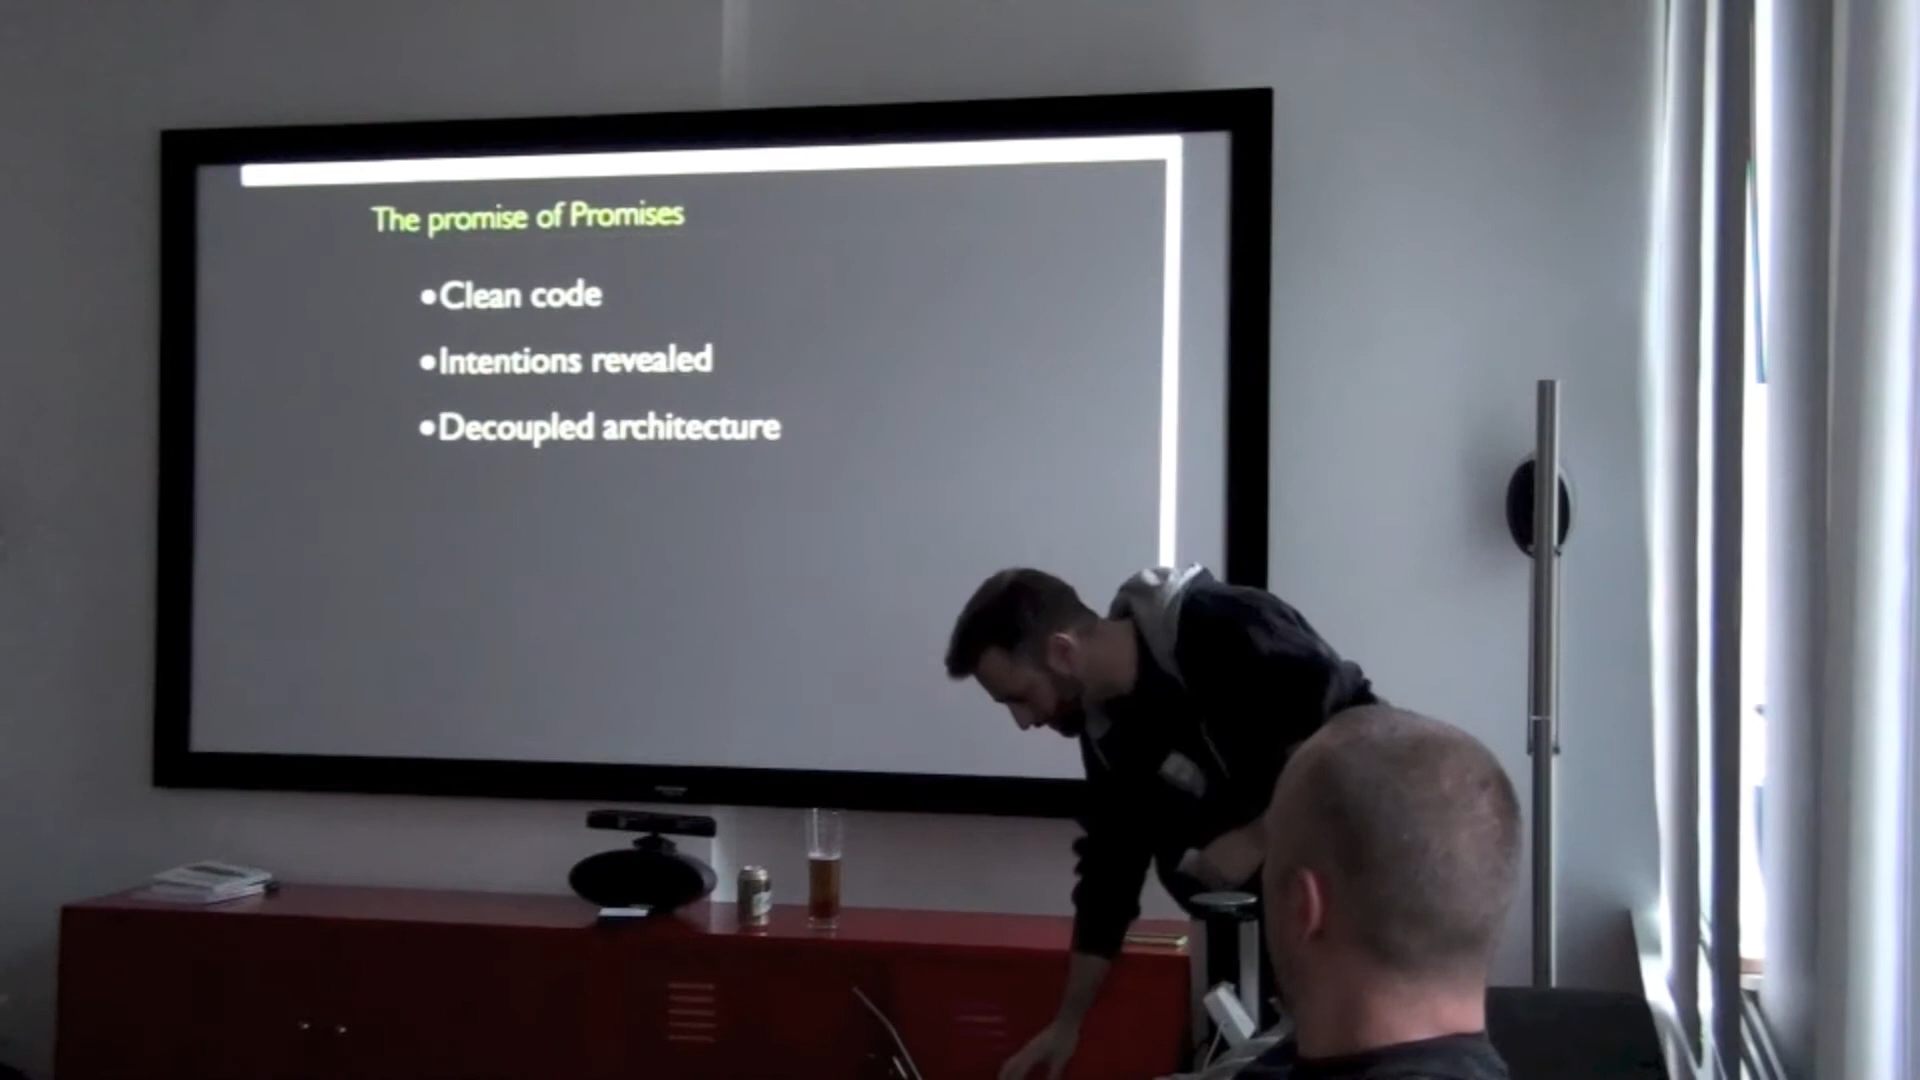 The promise of Promises
•Clean code
•Intentions revealed
•Decoupled architecture